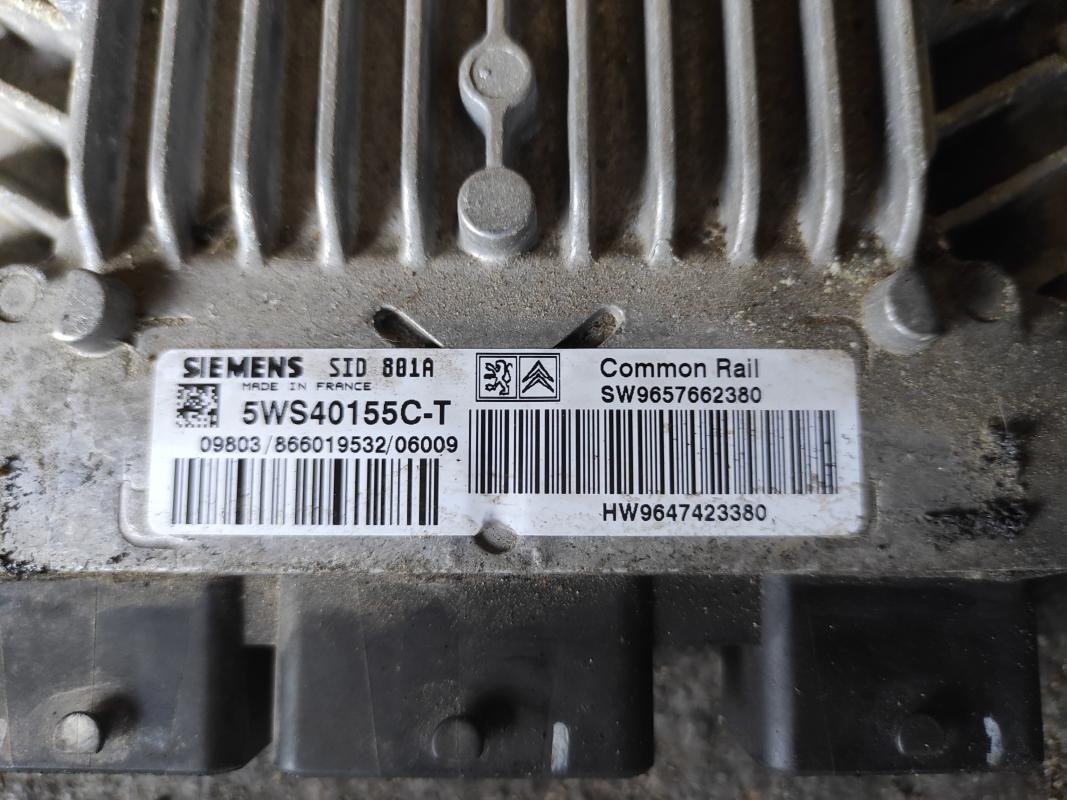 SIEMENS SID 801A
MADE IN FRANCE
5WS40155C-T
09803/866019532/06009
Common Rail
SW9657662380
HW9647423380